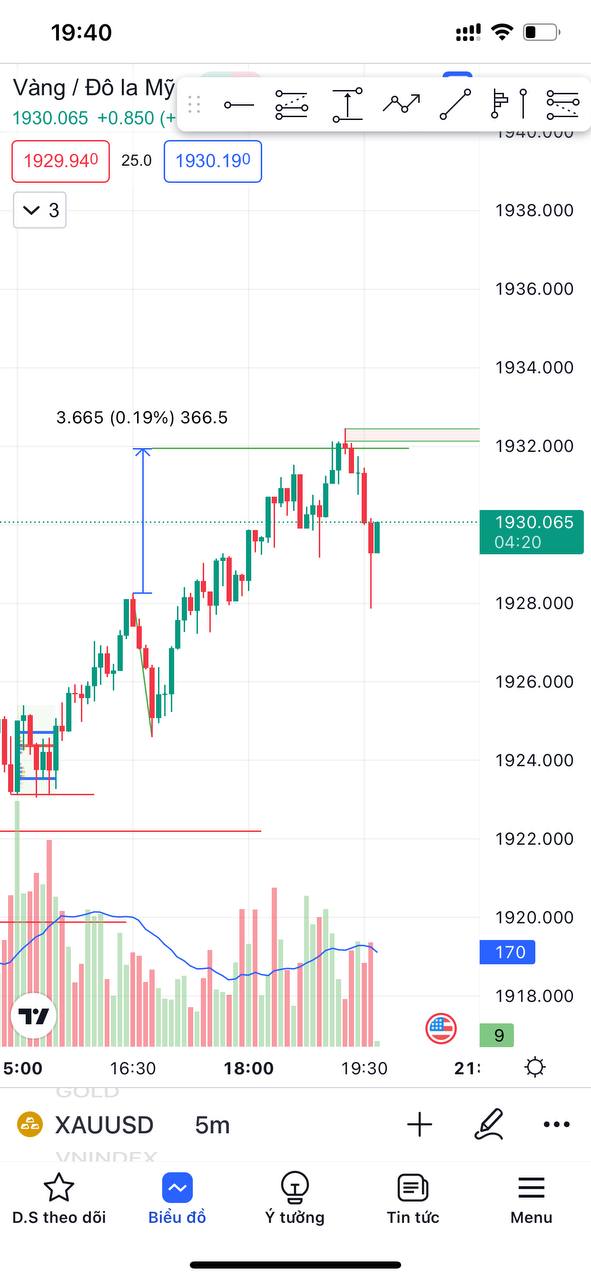 19:40
Vàng / Đô la Mỹ
1930.065 +0.850 (+
1929.940 25.0 1930.190
3
1940.000
1938.000
1936.000
1934.000
3.665 (0.19%) 366.5
1932.000
1930.065
04:20
1928.000
1926.000
1924.000
1922.000
1920.000
170
1918.000
9
5:00 16:30 18:00 19:30 21:
GOLD
XAUUSD 5m
VNINDEX
D.S theo dõi Biểu đồ Ý tưởng Tin tức Menu